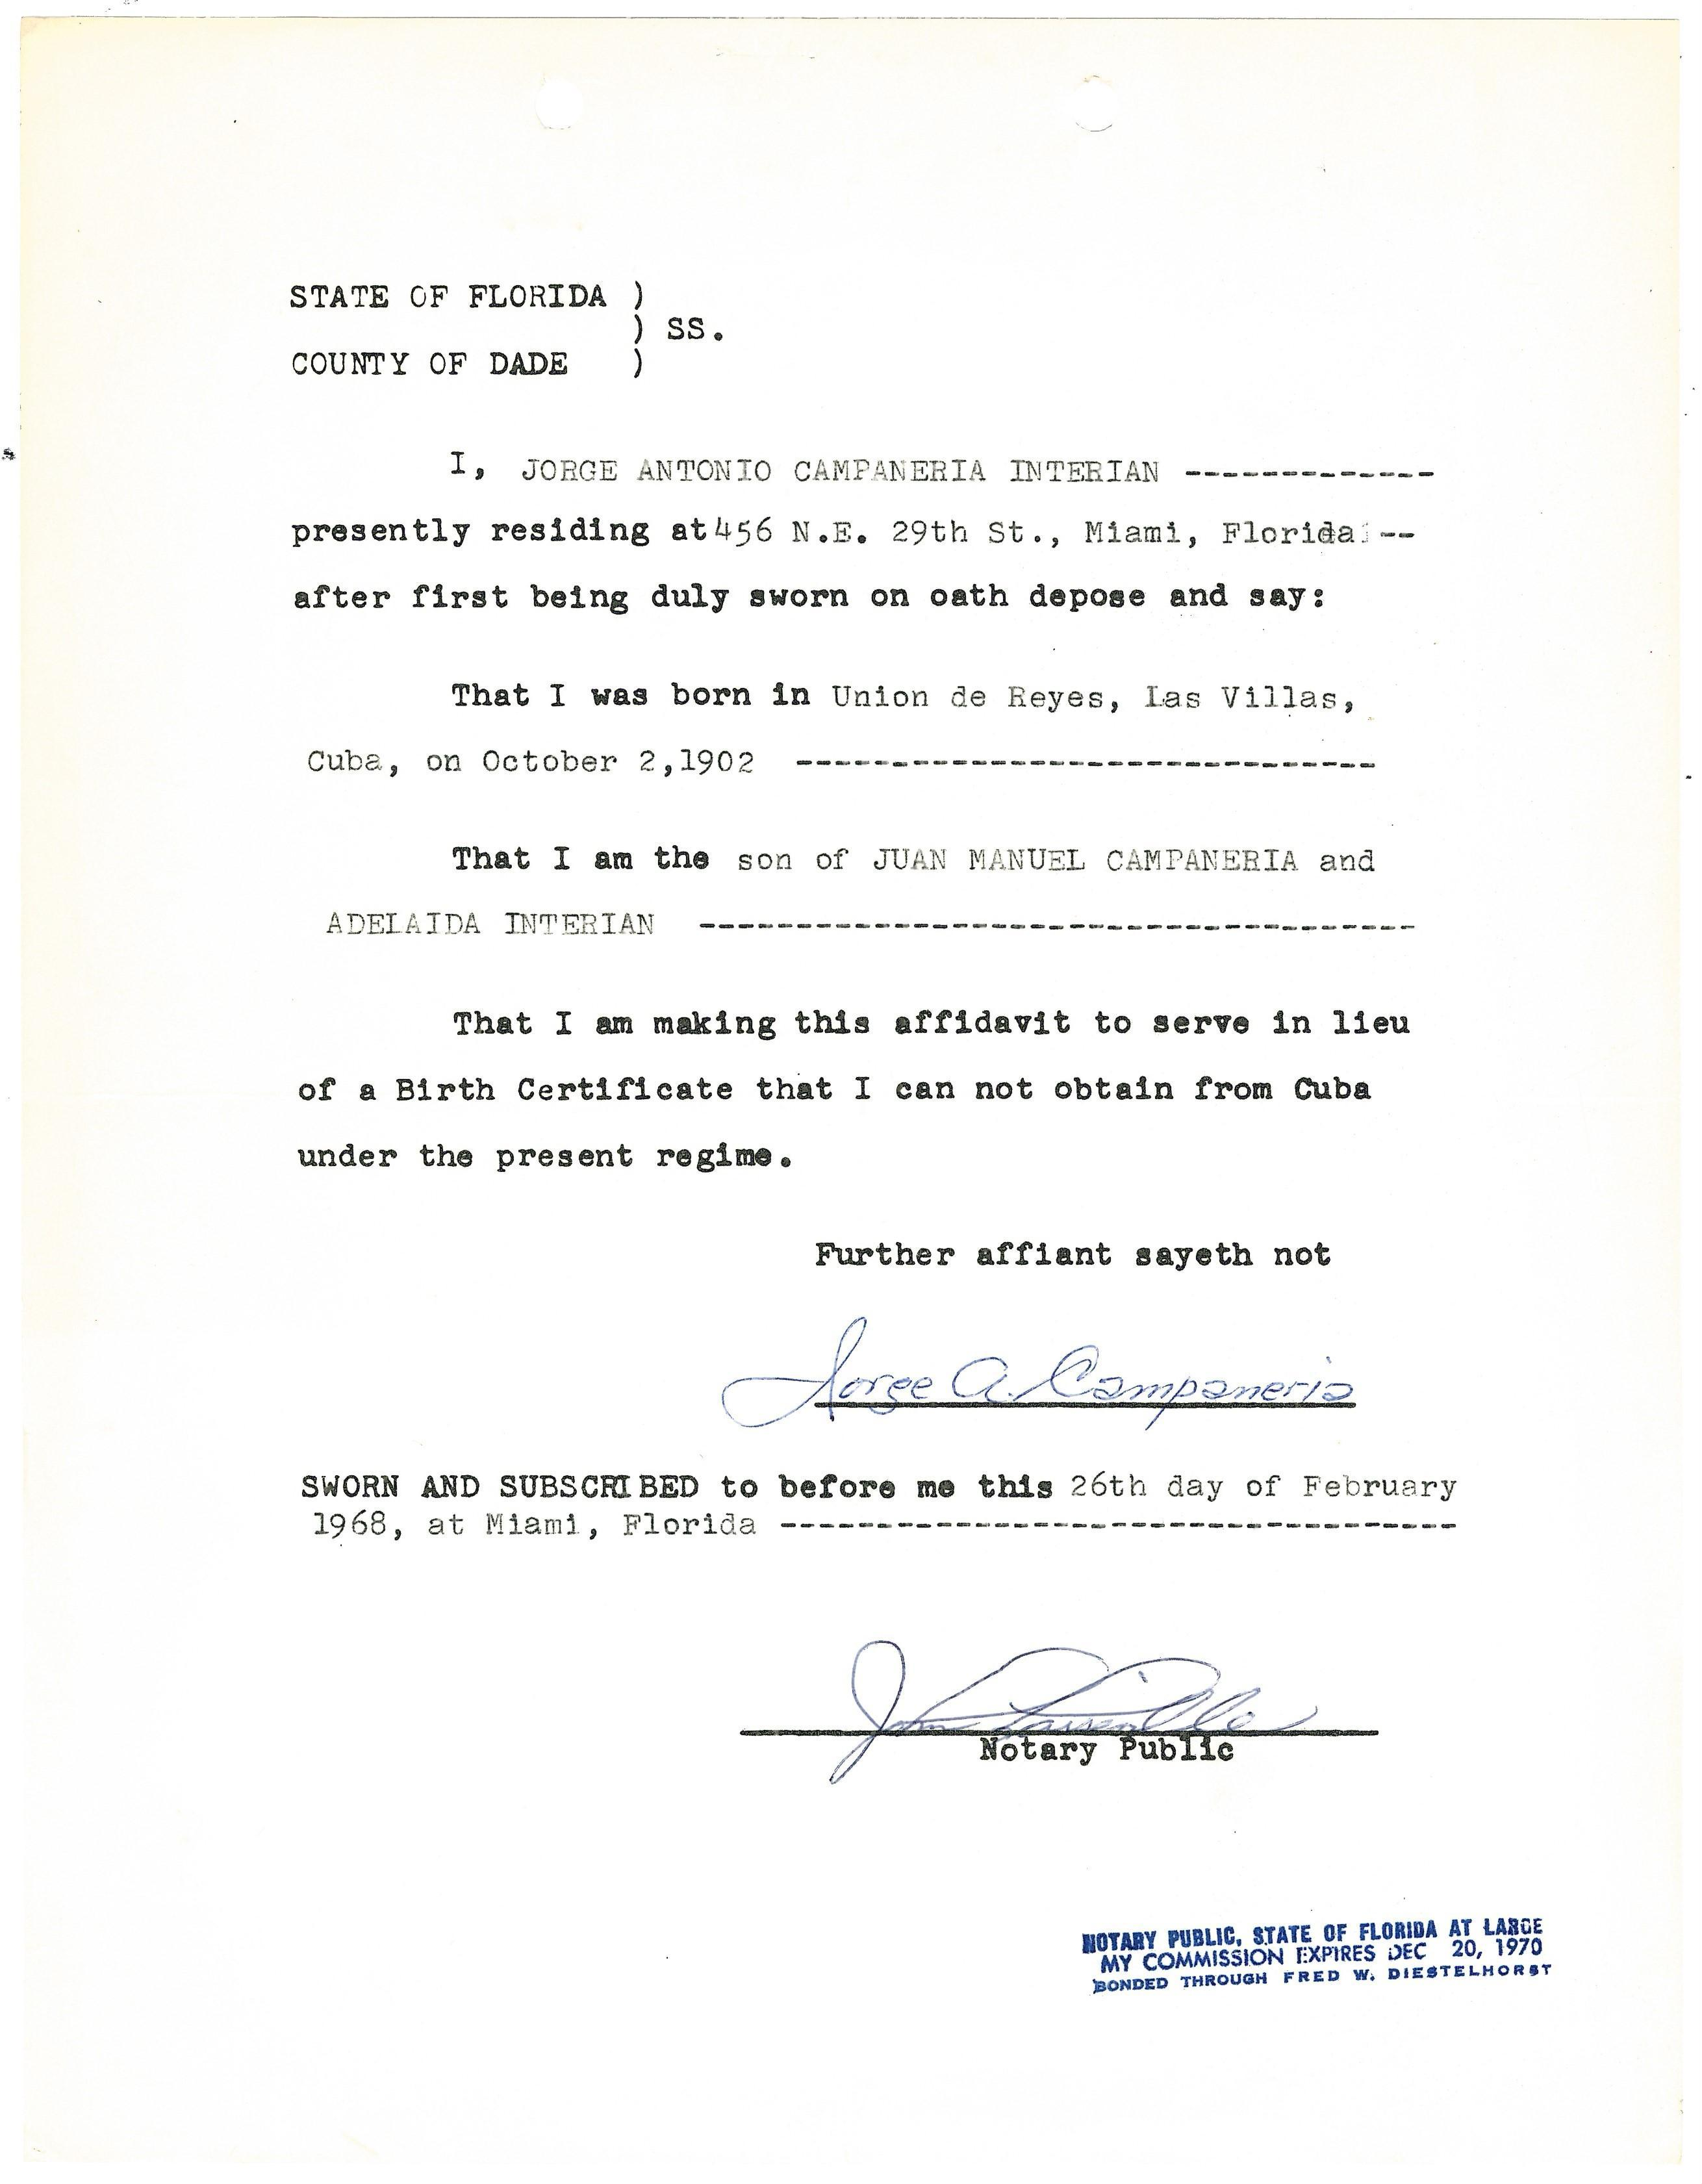 STATE OF FLORIDA )
) SS.
COUNTY OF DADE )
I, JORGE ANTONIO CAMPANERIA INTERIAN -------------
presently residing at 456 N.E. 29th St., Miami, Florida --
after first being duly sworn on oath depose and say:
That I was born in Union de Reyes, Las Villas,
Cuba, on October 2,1902 ------------------------------
That I am the son of JUAN MANUEL CAMPANERIA and
ADELAIDA INTERIAN -------------------------------------
That I am making this affidavit to serve in lieu
of a Birth Certificate that I can not obtain from Cuba
under the present regime.
Further affiant sayeth not
Jorge A. Campaneria
SWORN AND SUBSCRIBED to before me this 26th day of February
1968, at Miami, Florida -----------------------------------
Notary Public
NOTARY PUBLIC, STATE OF FLORIDA AT LARGE
MY COMMISSION EXPIRES DEC 20, 1970
BONDED THROUGH FRED W. DIESTELHORST